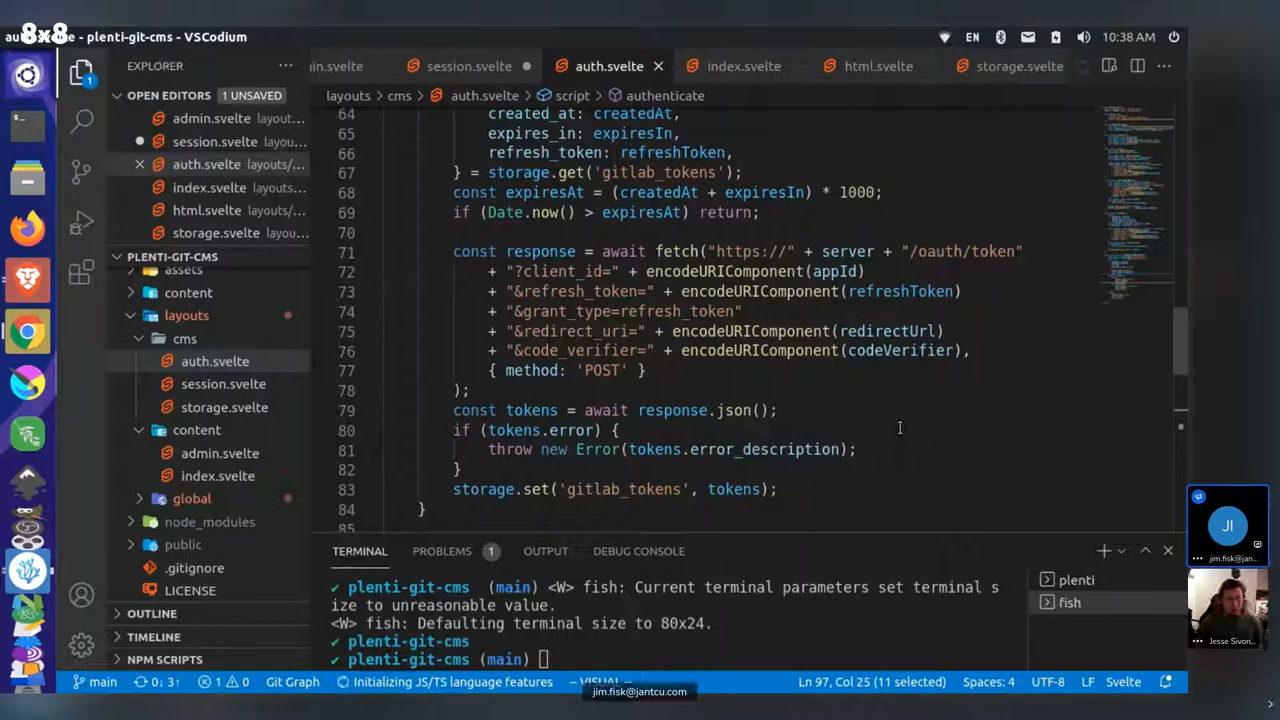 8x8
- plenti-git-cms - VSCodium
EN
10:38 AM
EXPLORER
in.svelte
session.svelte
auth.svelte
index.svelte
html.svelte
storage.svelte
OPEN EDITORS
1 UNSAVED
layouts
cms
auth.svelte
script
authenticate
admin.svelte layout...
session.svelte layout...
auth.svelte layouts/...
index.svelte layouts...
html.svelte layouts/...
storage.svelte layou...
PLENTI-GIT-CMS
assets
content
layouts
cms
auth.svelte
session.svelte
storage.svelte
content
admin.svelte
index.svelte
global
node_modules
public
.gitignore
LICENSE
OUTLINE
TIMELINE
NPM SCRIPTS
64 created_at: createdAt,
65 expires_in: expiresIn,
66 refresh_token: refreshToken,
67 } = storage.get('gitlab_tokens');
68 const expiresAt = (createdAt + expiresIn) * 1000;
69 if (Date.now() > expiresAt) return;
70
71 const response = await fetch("https://" + server + "/oauth/token"
72 + "?client_id=" + encodeURIComponent(appId)
73 + "&refresh_token=" + encodeURIComponent(refreshToken)
74 + "&grant_type=refresh_token"
75 + "&redirect_uri=" + encodeURIComponent(redirectUrl)
76 + "&code_verifier=" + encodeURIComponent(codeVerifier),
77 { method: 'POST' }
78 );
79 const tokens = await response.json();
80 if (tokens.error) {
81 throw new Error(tokens.error_description);
82 }
83 storage.set('gitlab_tokens', tokens);
84 }
85
TERMINAL
PROBLEMS
1
OUTPUT
DEBUG CONSOLE
✔ plenti-git-cms (main) <W> fish: Current terminal parameters set terminal s
ize to unreasonable value.
<W> fish: Defaulting terminal size to 80x24.
✔ plenti-git-cms
✔ plenti-git-cms (main)
plenti
fish
JI
jim.fisk@jan...
Jesse Sivon...
main
0↓ 3↑
1
0
Git Graph
Initializing JS/TS language features
-- VISUAL --
Ln 97, Col 25 (11 selected)
Spaces: 4
UTF-8
LF
Svelte
jim.fisk@jantcu.com